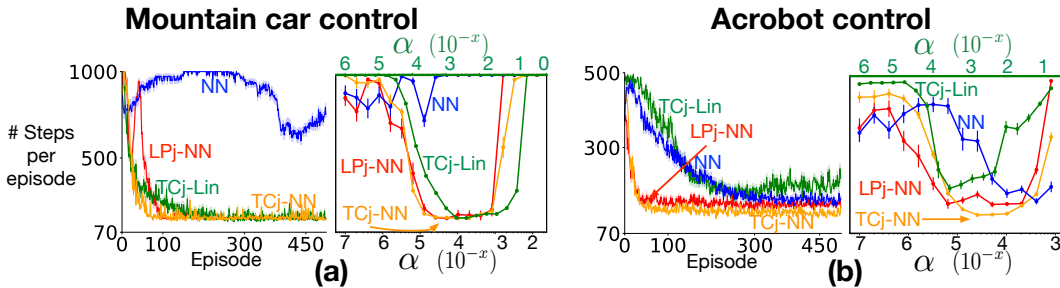 Mountain car control
Acrobot control
α (10⁻ˣ)
6 5 4 3 2 1 0
α (10⁻ˣ)
6 5 4 3 2 1
1000
500
70
# Steps
per
episode
NN
LPj-NN
TCj-Lin
TCj-NN
0 150 300 450
Episode
NN
LPj-NN
TCj-Lin
TCj-NN
7 6 5 4 3 2
α (10⁻ˣ)
(a)
500
300
70
TCj-Lin
LPj-NN
NN
TCj-NN
0 150 300 450
Episode
TCj-Lin
NN
LPj-NN
TCj-NN
7 6 5 4 3
α (10⁻ˣ)
(b)